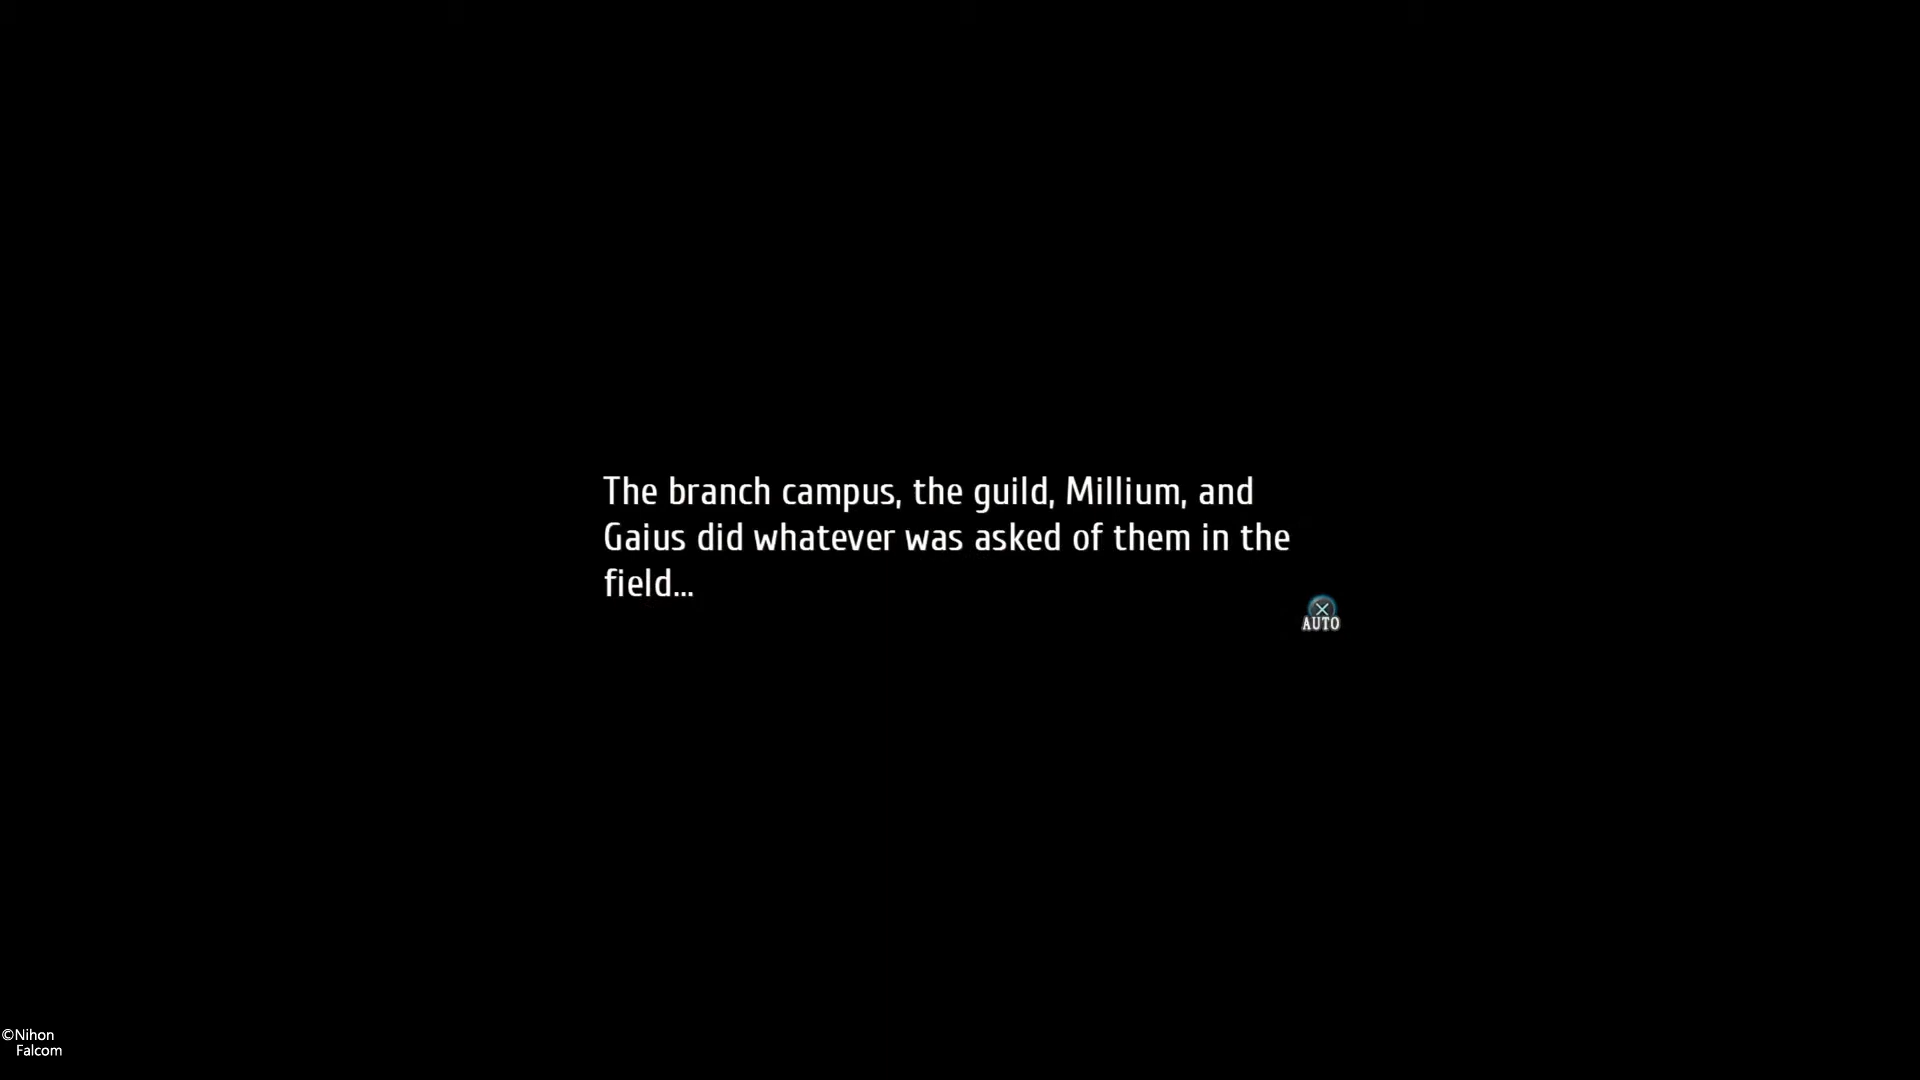 The branch campus, the guild, Millium, and
Gaius did whatever was asked of them in the
field...
AUTO
©Nihon
Falcom